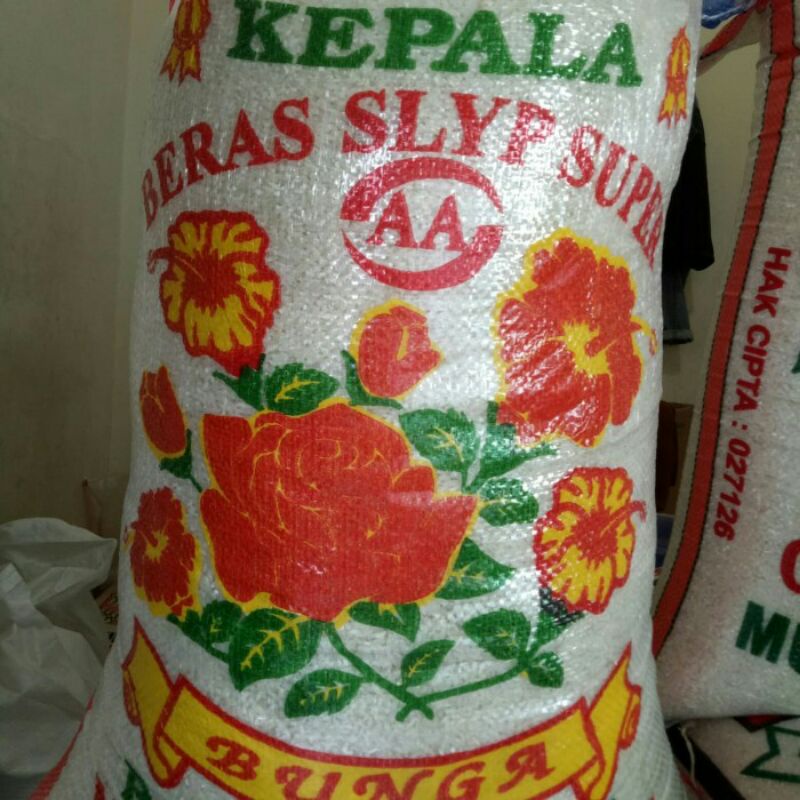 KEPALA
BERAS SLYP SUPER
AA
BUNGA
HAK CIPTA : 027126